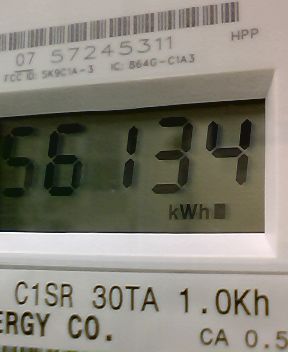 HPP
07 57245311
FCC ID: SK9C1A-3 IC: 864G-C1A3
56134
kWh
C1SR 30TA 1.0Kh
ERGY CO.
CA 0.5